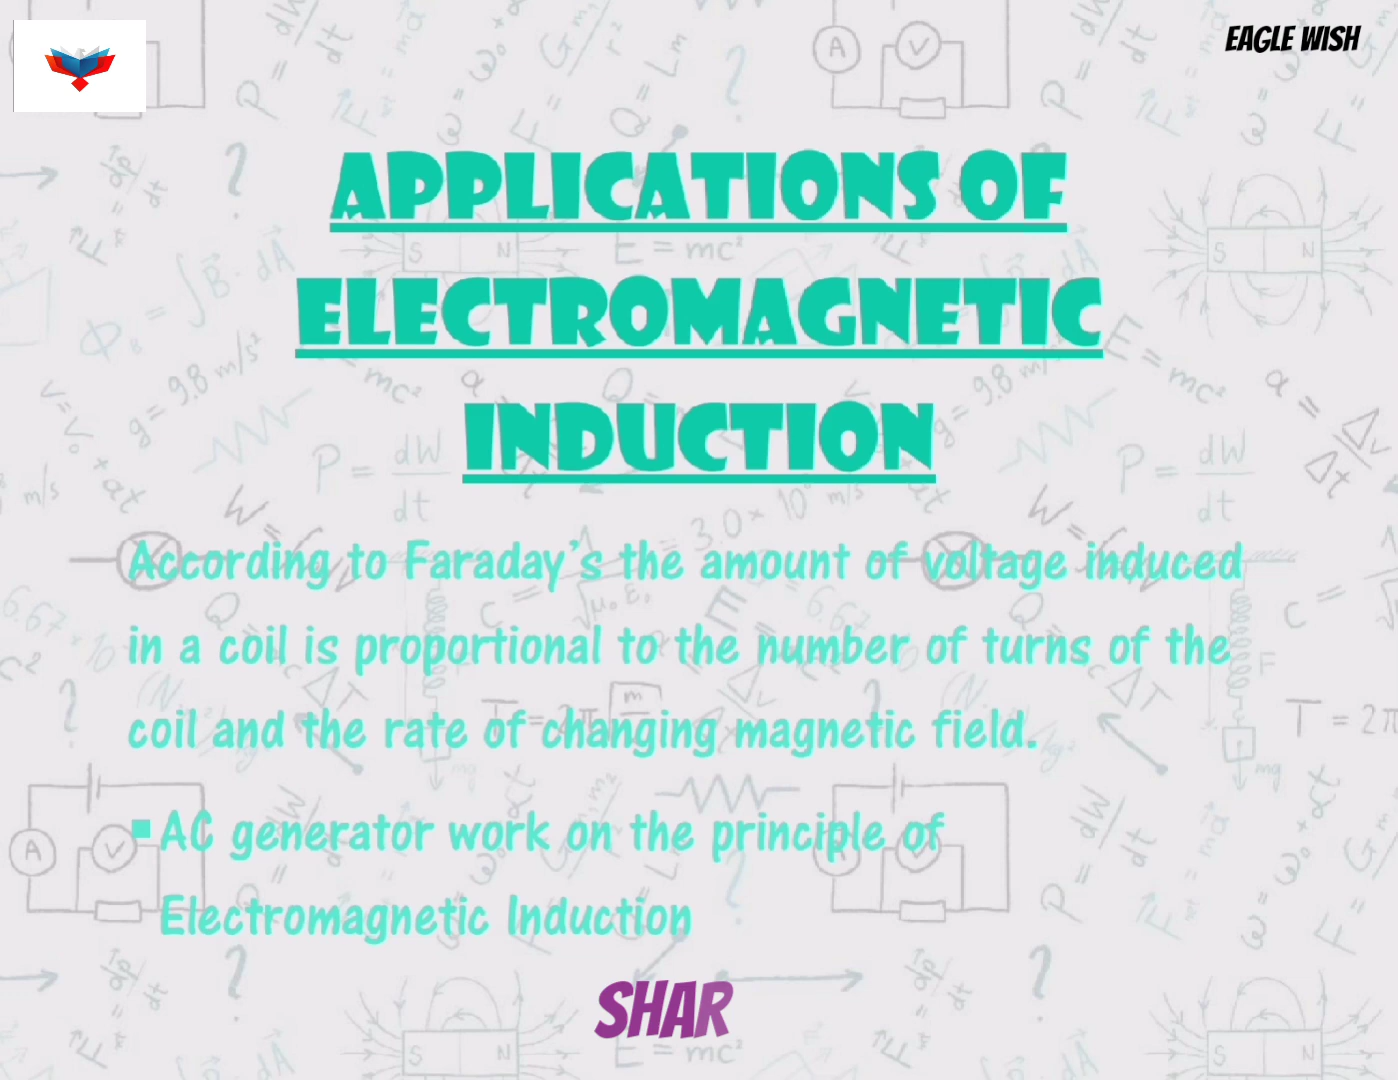 EAGLE WISH
APPLICATIONS OF
ELECTROMAGNETIC
INDUCTION
According to Faraday's the amount of voltage induced
in a coil is proportional to the number of turns of the
coil and the rate of changing magnetic field.
▪AC generator work on the principle of
Electromagnetic Induction
SHAR